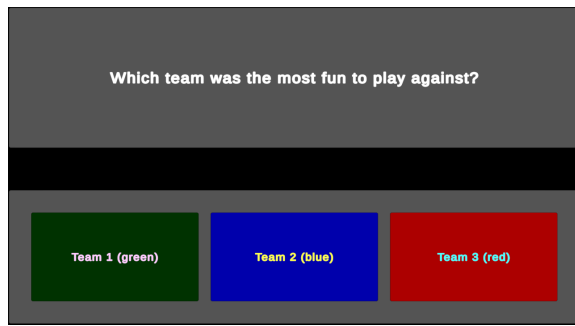 Which team was the most fun to play against?
Team 1 (green)
Team 2 (blue)
Team 3 (red)